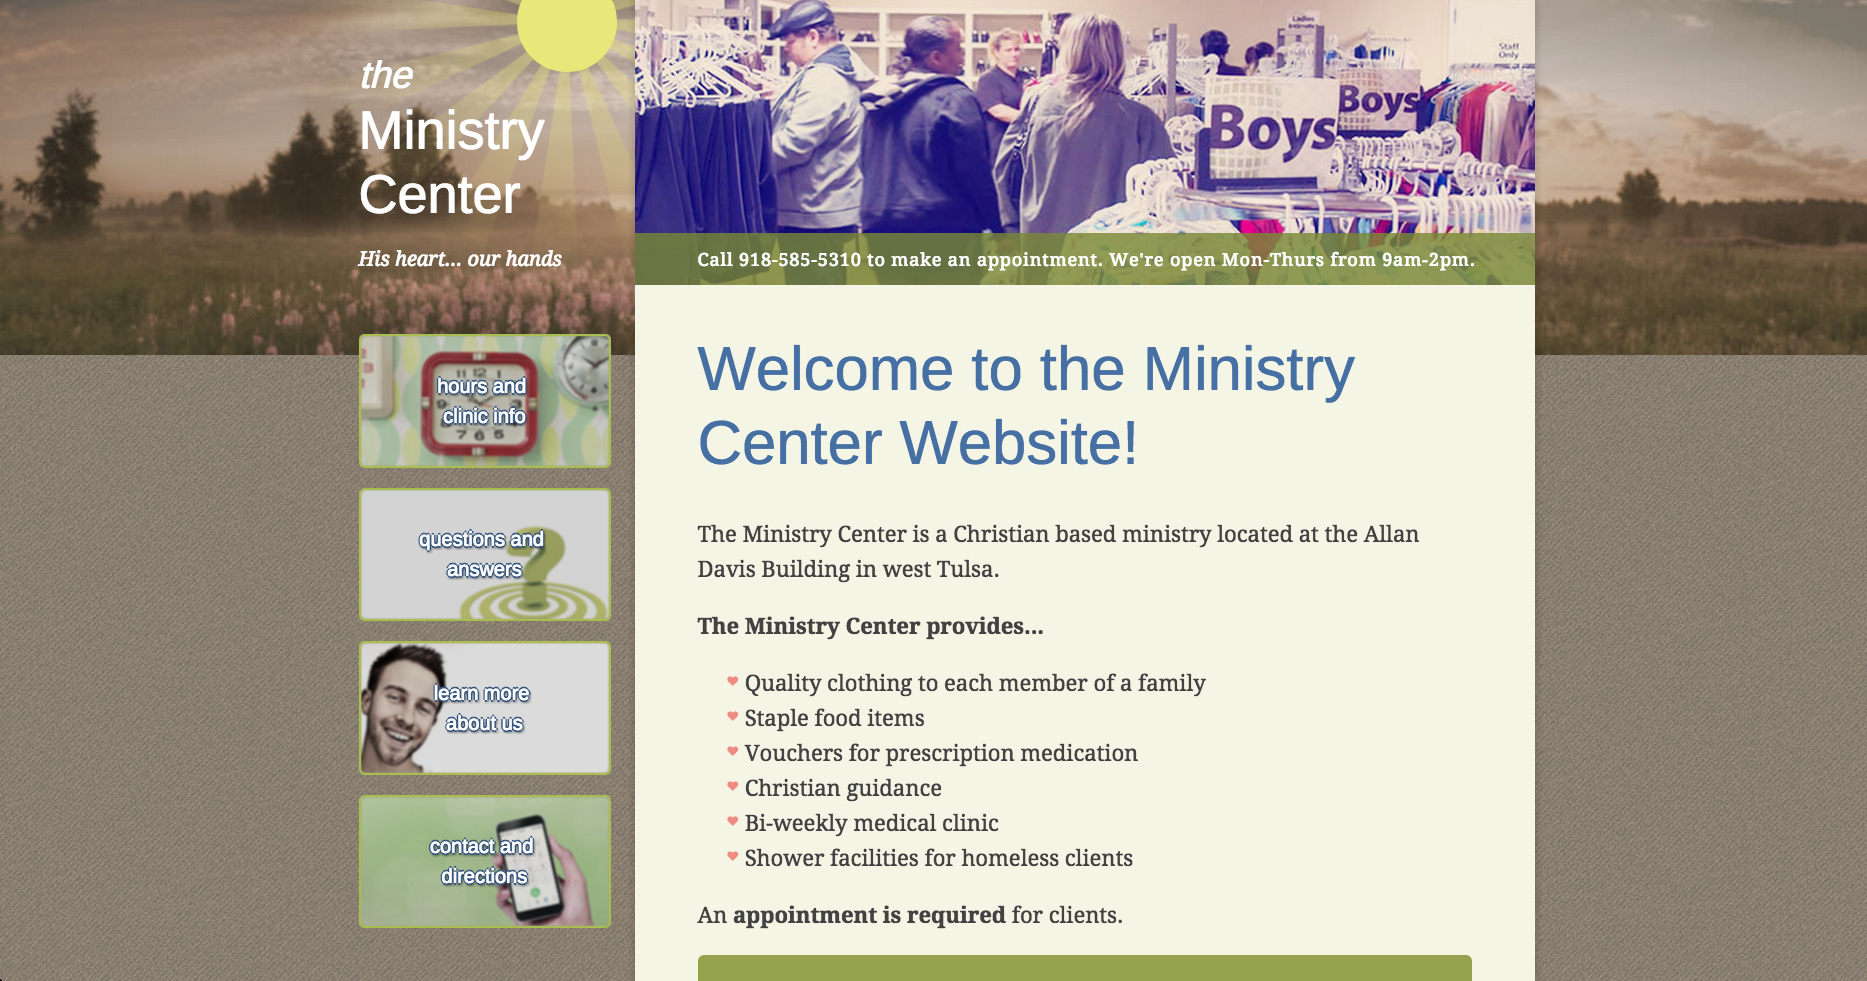 the
Ministry
Center
His heart... our hands
Ladies
Intimate
Staff
Only
Boys
Boys
Call 918-585-5310 to make an appointment. We're open Mon-Thurs from 9am-2pm.
hours and
clinic info
questions and
answers
learn more
about us
contact and
directions
Welcome to the Ministry
Center Website!
The Ministry Center is a Christian based ministry located at the Allan
Davis Building in west Tulsa.
The Ministry Center provides...
Quality clothing to each member of a family
Staple food items
Vouchers for prescription medication
Christian guidance
Bi-weekly medical clinic
Shower facilities for homeless clients
An appointment is required for clients.